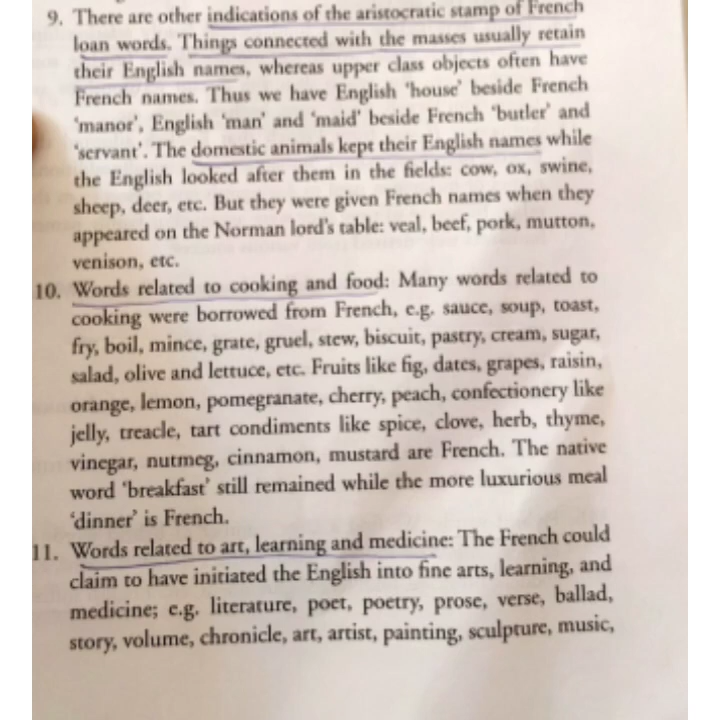 9. There are other indications of the aristocratic stamp of French
loan words. Things connected with the masses usually retain
their English names, whereas upper class objects often have
French names. Thus we have English 'house' beside French
'manor', English 'man' and 'maid' beside French 'butler' and
'servant'. The domestic animals kept their English names while
the English looked after them in the fields: cow, ox, swine,
sheep, deer, etc. But they were given French names when they
appeared on the Norman lord's table: veal, beef, pork, mutton,
venison, etc.
10. Words related to cooking and food: Many words related to
cooking were borrowed from French, e.g. sauce, soup, toast,
fry, boil, mince, grate, gruel, stew, biscuit, pastry, cream, sugar,
salad, olive and lettuce, etc. Fruits like fig, dates, grapes, raisin,
orange, lemon, pomegranate, cherry, peach, confectionery like
jelly, treacle, tart condiments like spice, clove, herb, thyme,
vinegar, nutmeg, cinnamon, mustard are French. The native
word 'breakfast' still remained while the more luxurious meal
'dinner' is French.
11. Words related to art, learning and medicine: The French could
claim to have initiated the English into fine arts, learning, and
medicine; e.g. literature, poet, poetry, prose, verse, ballad,
story, volume, chronicle, art, artist, painting, sculpture, music,